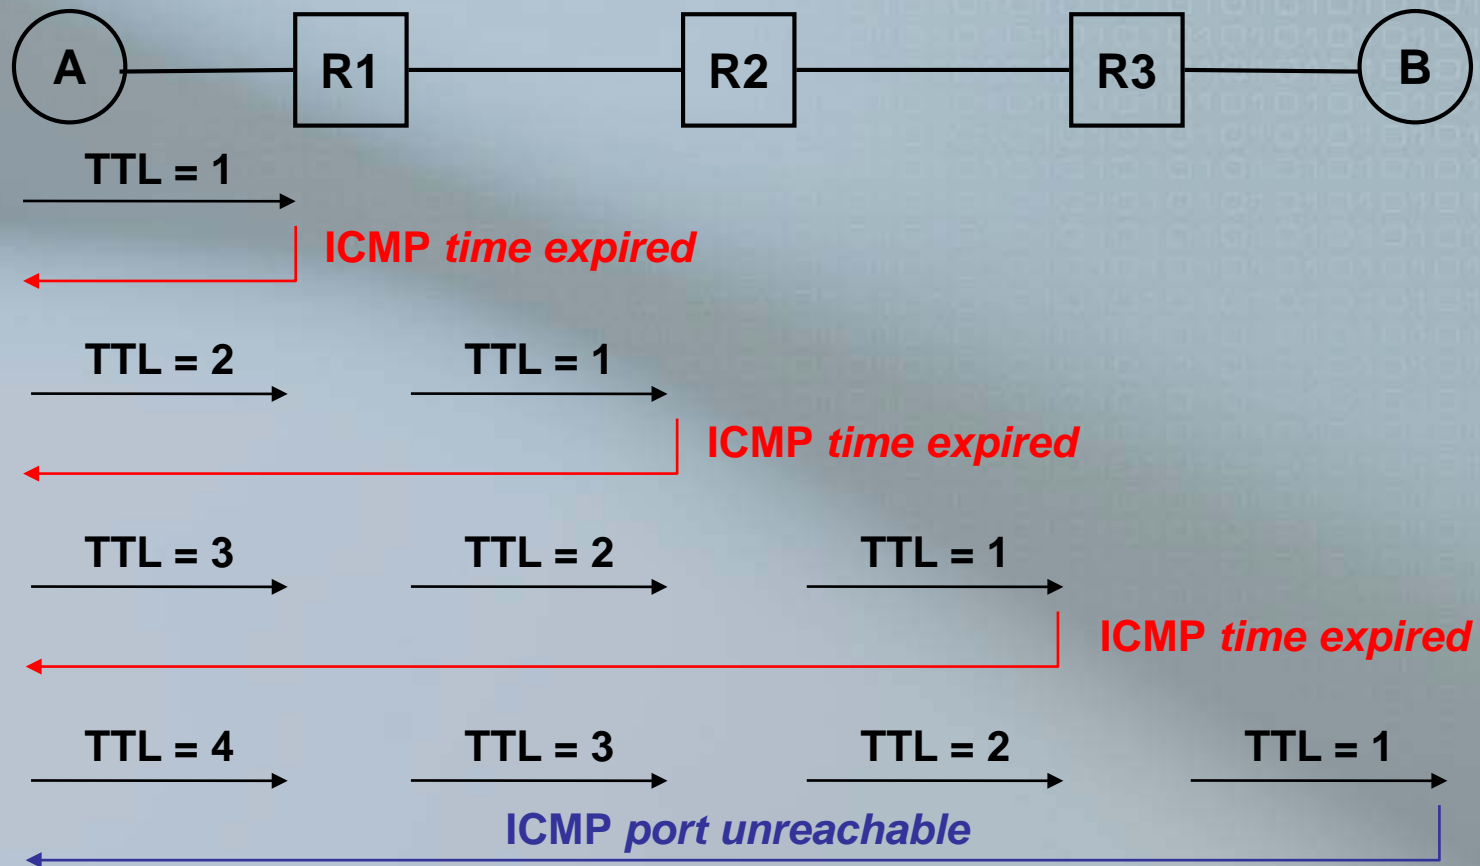 A R1 R2 R3 B
TTL = 1
ICMP time expired
TTL = 2 TTL = 1
ICMP time expired
TTL = 3 TTL = 2 TTL = 1
ICMP time expired
TTL = 4 TTL = 3 TTL = 2 TTL = 1
ICMP port unreachable